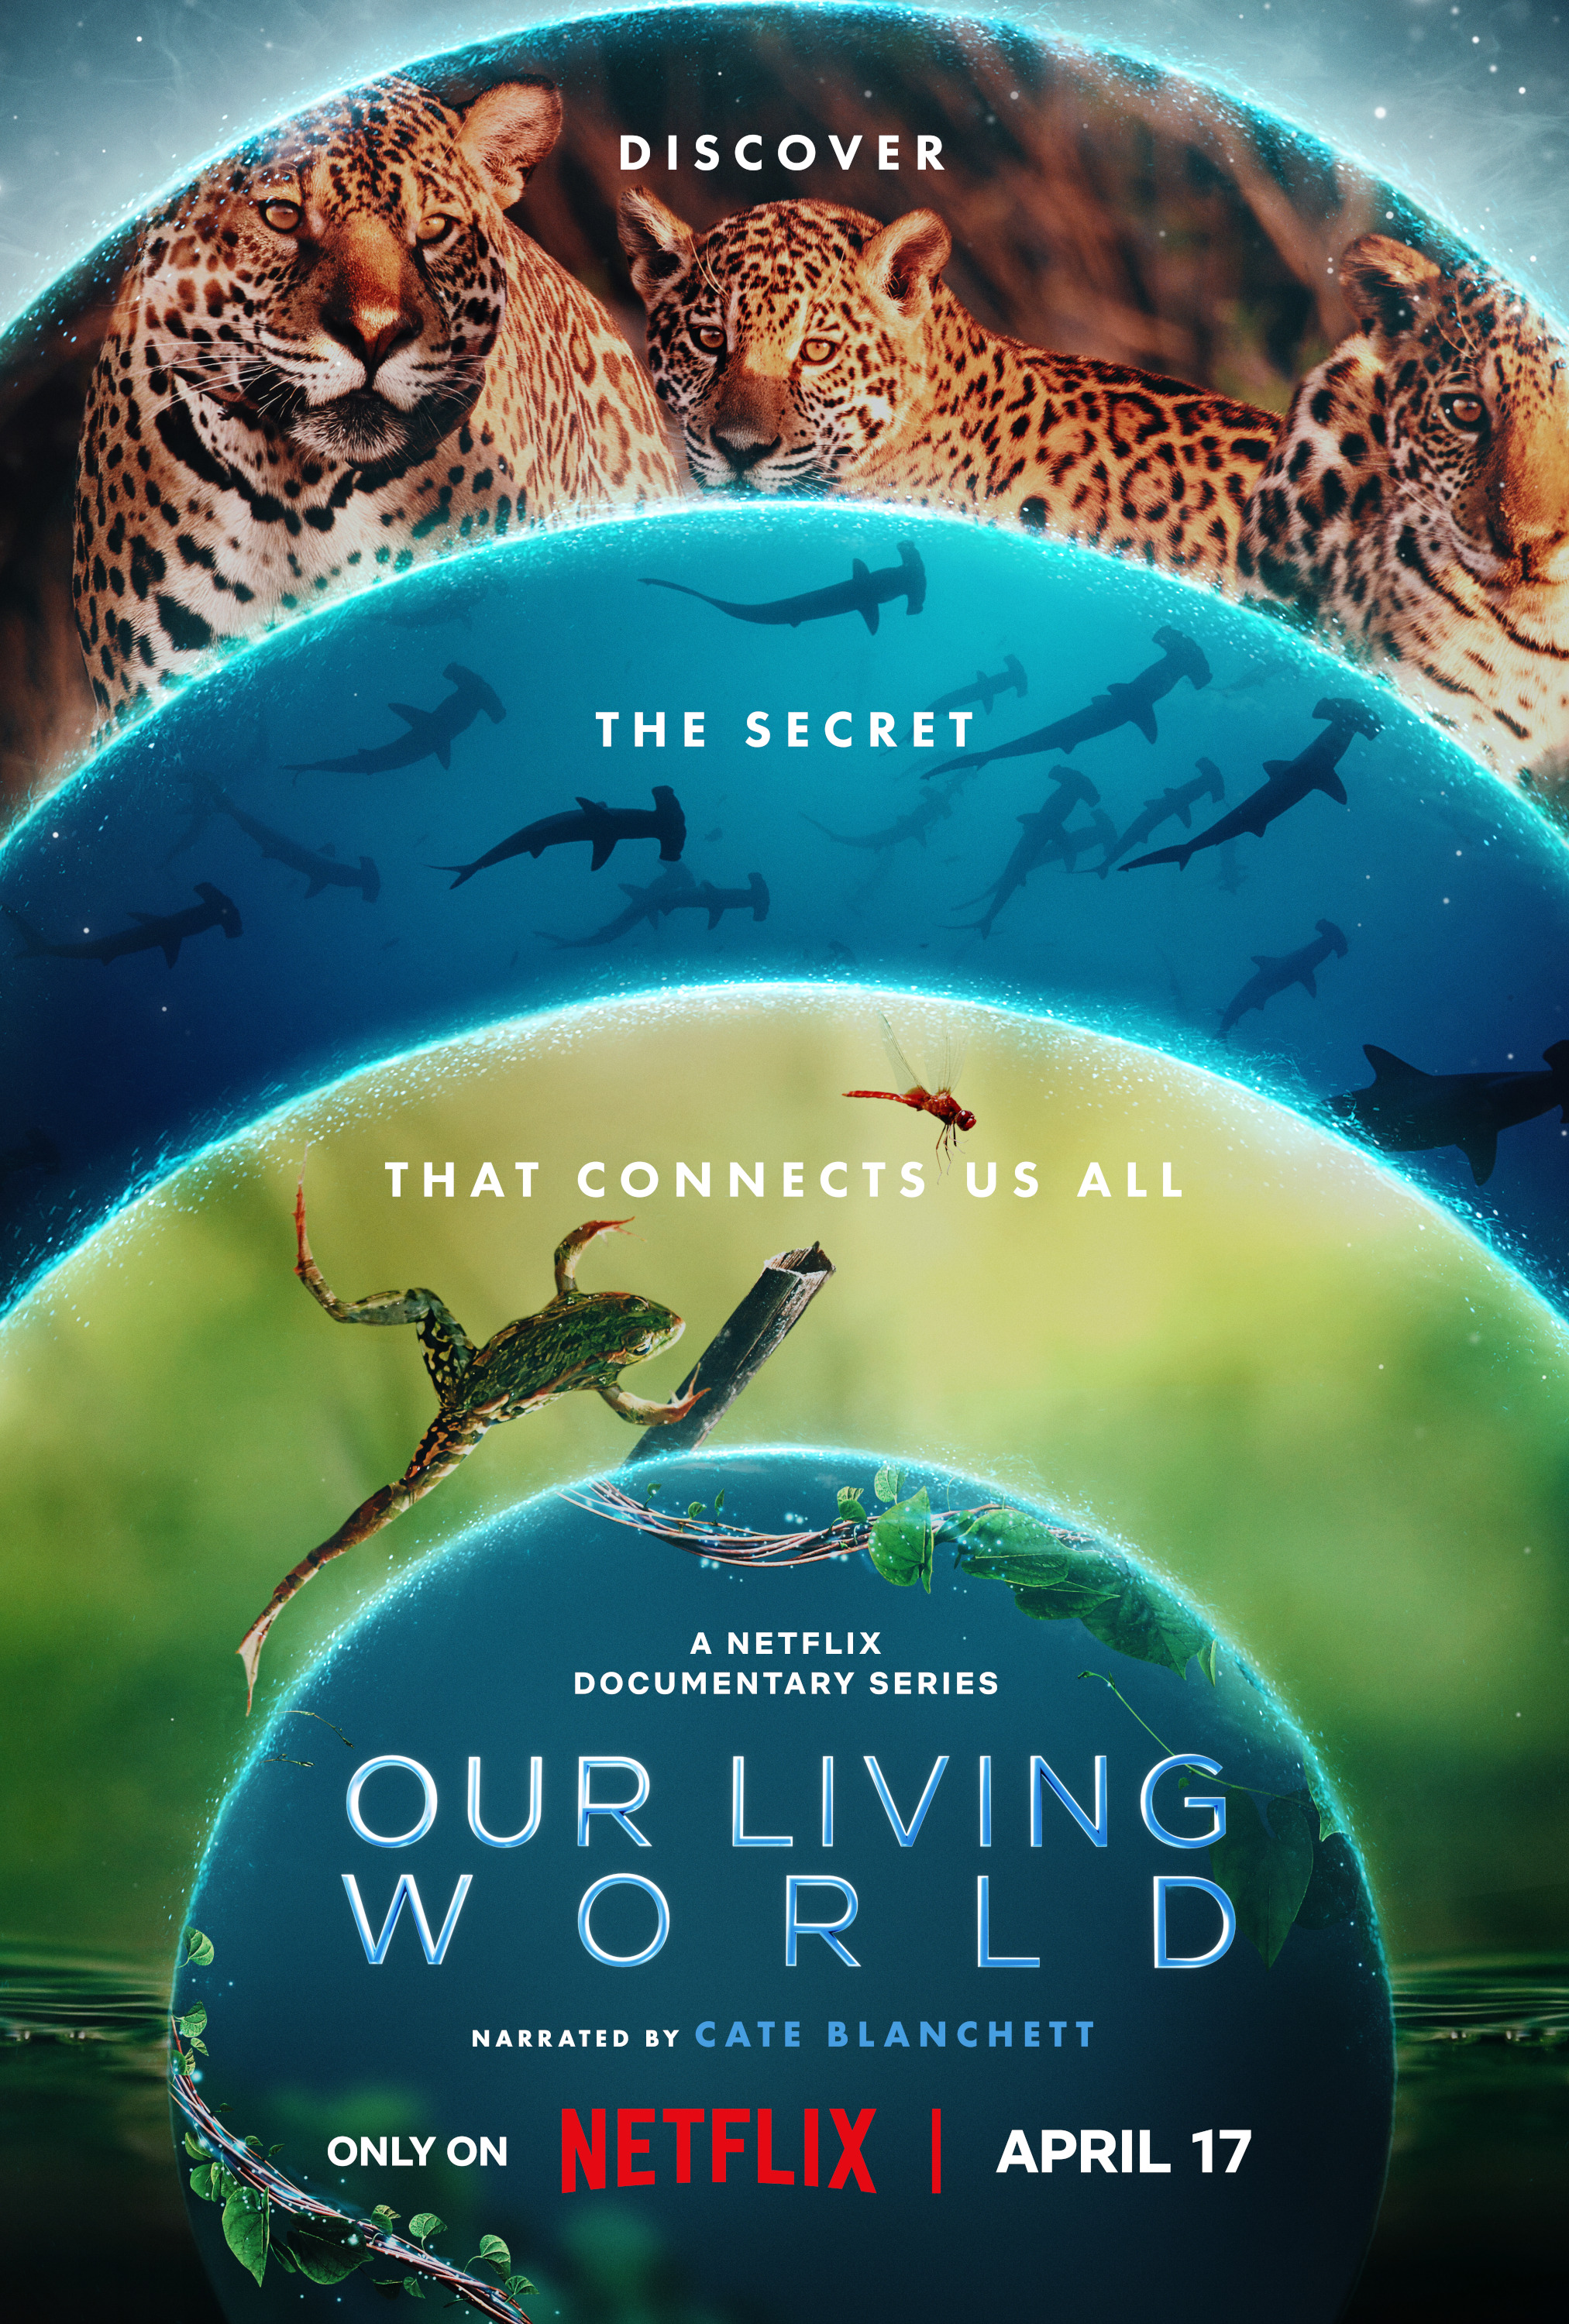 DISCOVER
THE SECRET
THAT CONNECTS US ALL
A NETFLIX
DOCUMENTARY SERIES
OUR LIVING
WORLD
NARRATED BY CATE BLANCHETT
ONLY ON NETFLIX | APRIL 17